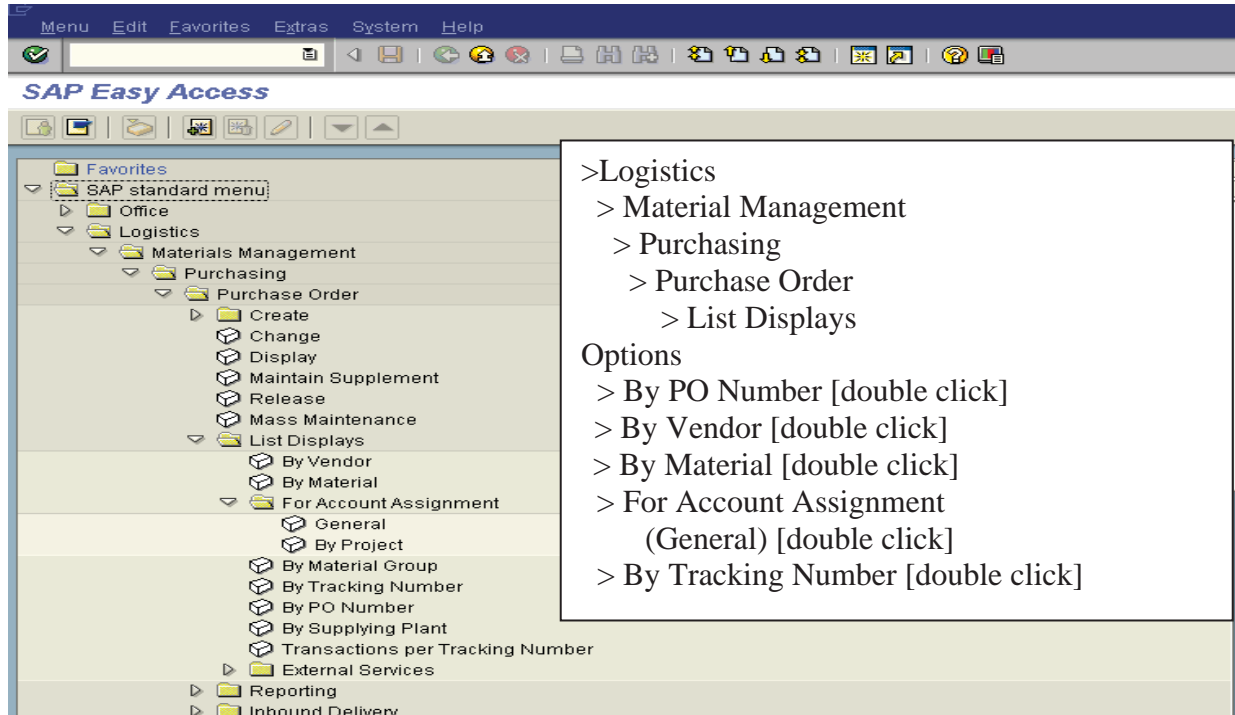 Menu Edit Favorites Extras System Help
SAP Easy Access
Favorites
SAP standard menu
Office
Logistics
Materials Management
Purchasing
Purchase Order
Create
Change
Display
Maintain Supplement
Release
Mass Maintenance
List Displays
By Vendor
By Material
For Account Assignment
General
By Project
By Material Group
By Tracking Number
By PO Number
By Supplying Plant
Transactions per Tracking Number
External Services
Reporting
Inbound Delivery
>Logistics
> Material Management
> Purchasing
> Purchase Order
> List Displays
Options
> By PO Number [double click]
> By Vendor [double click]
> By Material [double click]
> For Account Assignment
(General) [double click]
> By Tracking Number [double click]